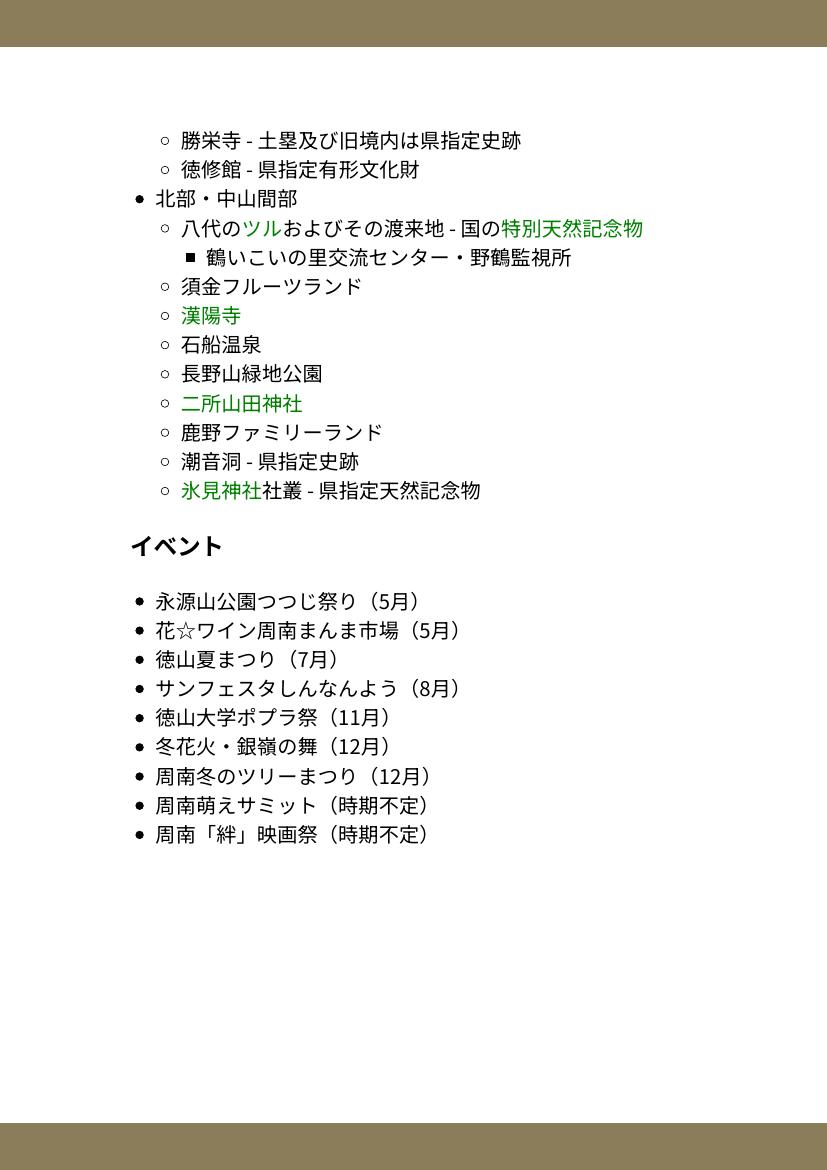 勝栄寺 - 土塁及び旧境内は県指定史跡
徳修館 - 県指定有形文化財
北部・中山間部
八代のツルおよびその渡来地 - 国の特別天然記念物
鶴いこいの里交流センター・野鶴監視所
須金フルーツランド
漢陽寺
石船温泉
長野山緑地公園
二所山田神社
鹿野ファミリーランド
潮音洞 - 県指定史跡
氷見神社社叢 - 県指定天然記念物
イベント
永源山公園つつじ祭り（5月）
花☆ワイン周南まんま市場（5月）
徳山夏まつり（7月）
サンフェスタしんなんよう（8月）
徳山大学ポプラ祭（11月）
冬花火・銀嶺の舞（12月）
周南冬のツリーまつり（12月）
周南萌えサミット（時期不定）
周南「絆」映画祭（時期不定）